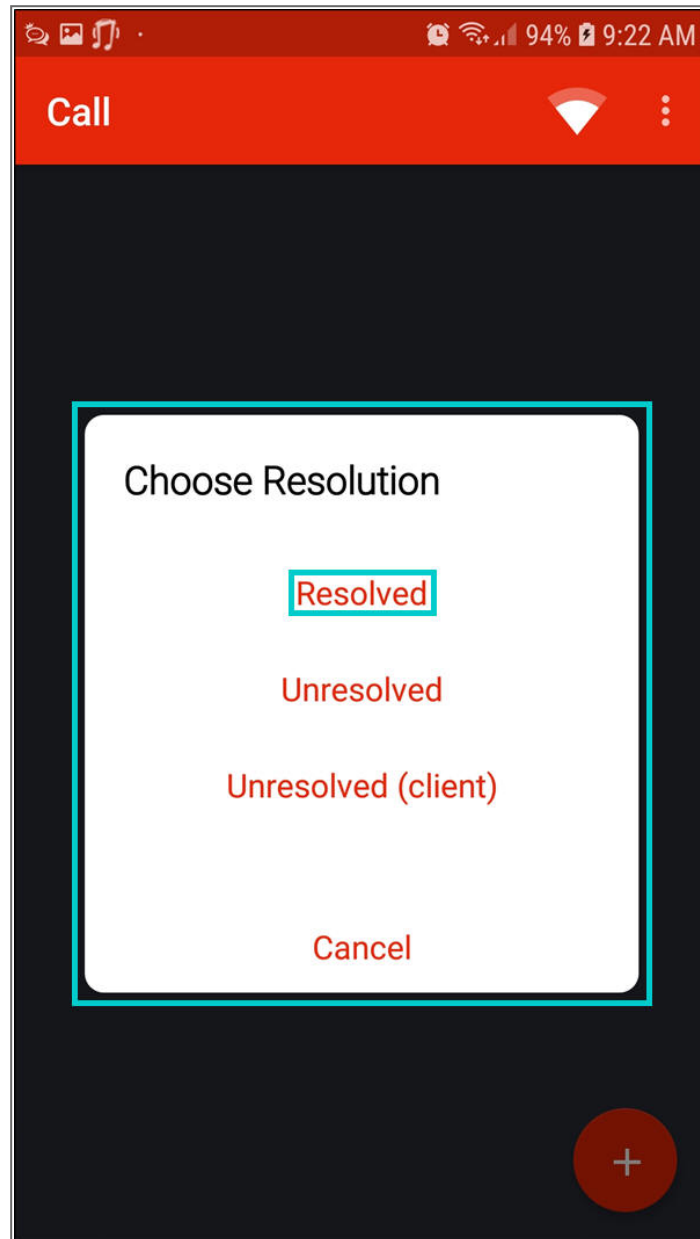 94% 9:22 AM
Call
Choose Resolution
Resolved
Unresolved
Unresolved (client)
Cancel
+